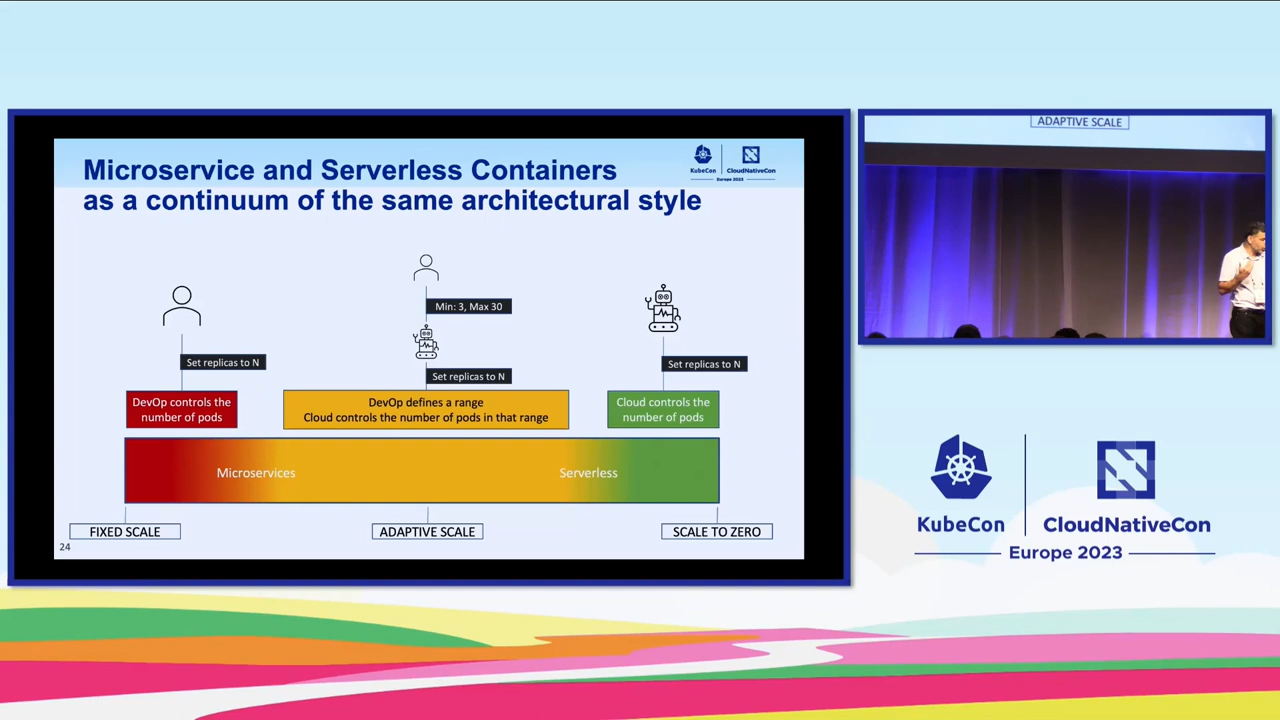 Microservice and Serverless Containers
as a continuum of the same architectural style
KubeCon
CloudNativeCon
Europe 2023
Min: 3, Max 30
Set replicas to N
Set replicas to N
Set replicas to N
DevOp controls the
number of pods
DevOp defines a range
Cloud controls the number of pods in that range
Cloud controls the
number of pods
Microservices
Serverless
FIXED SCALE
ADAPTIVE SCALE
SCALE TO ZERO
24
ADAPTIVE SCALE
KubeCon
CloudNativeCon
Europe 2023